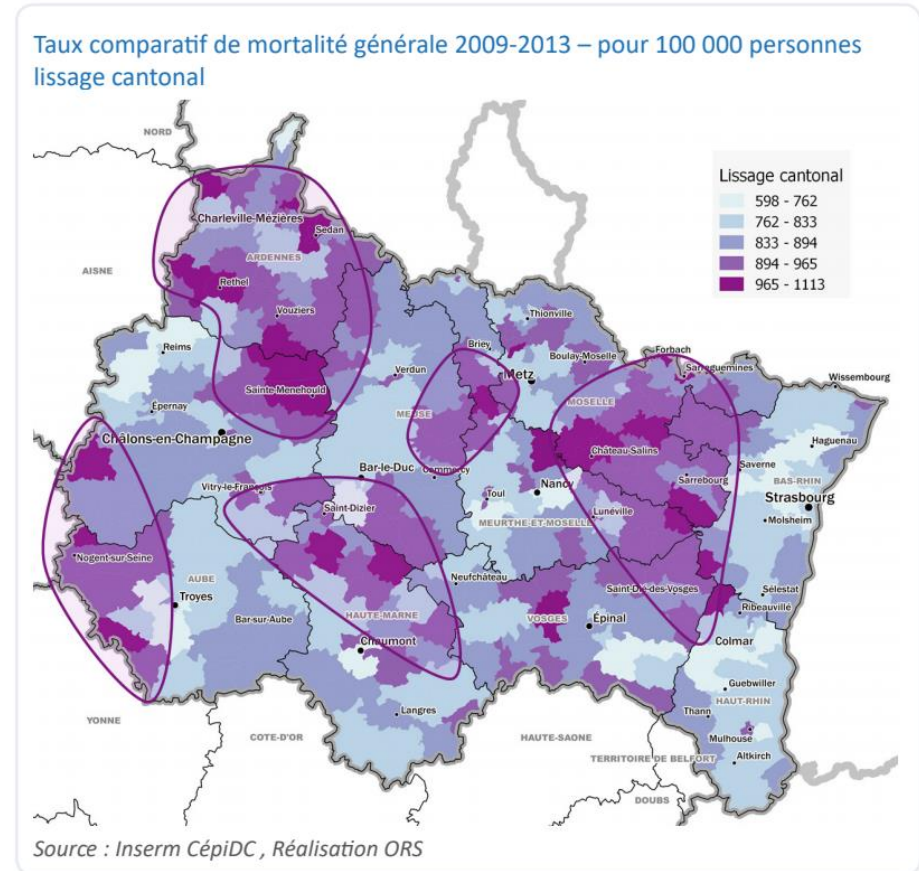 Taux comparatif de mortalité générale 2009-2013 – pour 100 000 personnes
lissage cantonal
NORD
Lissage cantonal
598 - 762
762 - 833
833 - 894
894 - 965
965 - 1113
Charleville-Mézières
Sedan
ARDENNES
AISNE
Rethel
Vouziers
Thionville
Reims
Briey
Forbach
Boulay-Moselle
Verdun
Metz
Sarreguemines
Wissembourg
Sainte-Menehould
MOSELLE
Épernay
MEUSE
Châlons-en-Champagne
Haguenau
Château-Salins
Bar-le-Duc
Commercy
Sarrebourg
Saverne
BAS-RHIN
Vitry-le-François
Toul
Nancy
Strasbourg
Saint-Dizier
Lunéville
Molsheim
MEURTHE-ET-MOSELLE
Nogent-sur-Seine
AUBE
Neufchâteau
Saint-Dié-des-Vosges
Sélestat
Troyes
Ribeauville
HAUTE-MARNE
VOSGES
Épinal
Bar-sur-Aube
Colmar
Chaumont
Guebwiller
HAUT-RHIN
Langres
Thann
YONNE
COTE-D'OR
HAUTE-SAONE
Mulhouse
TERRITOIRE DE BELFORT
Altkirch
DOUBS
Source : Inserm CépiDC , Réalisation ORS